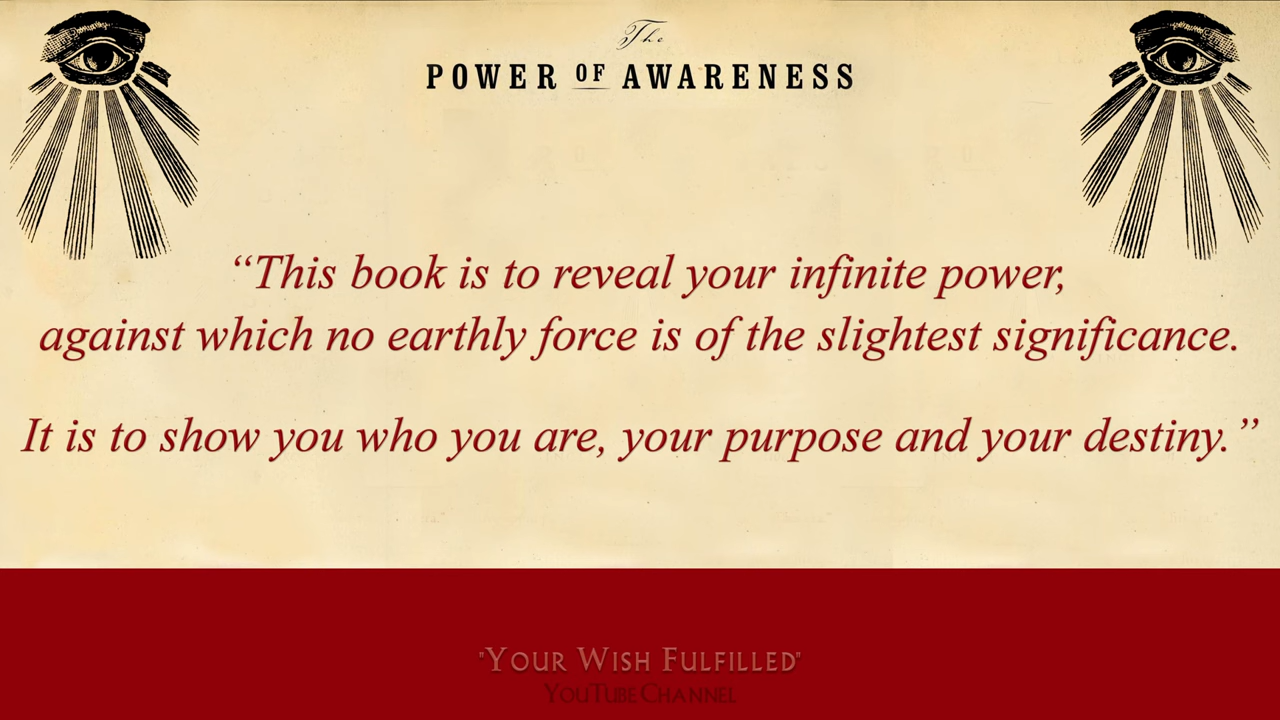 The
POWER OF AWARENESS
“This book is to reveal your infinite power,
against which no earthly force is of the slightest significance.
It is to show you who you are, your purpose and your destiny.”
"Your Wish Fulfilled"
YouTube Channel